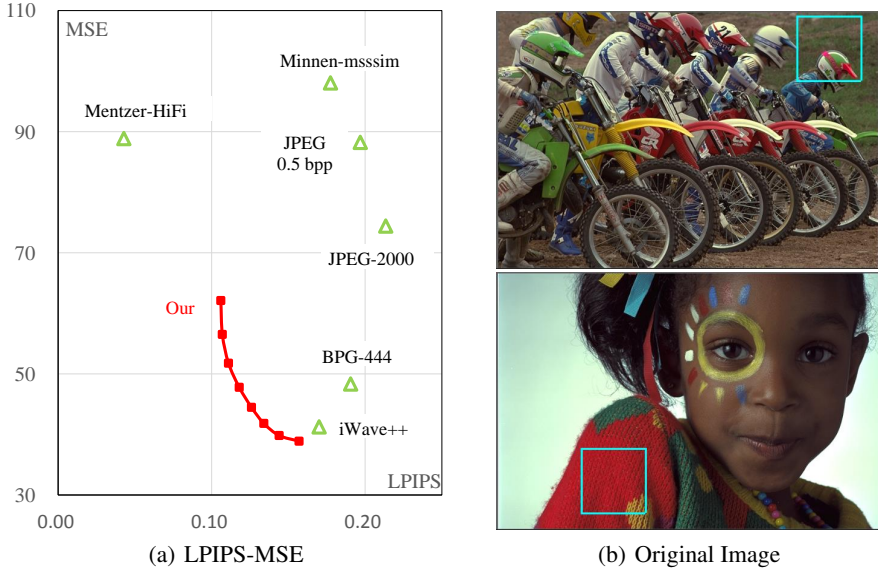 110
MSE
Minnen-msssim
Mentzer-HiFi
90
JPEG
0.5 bpp
70
JPEG-2000
Our
BPG-444
50
iWave++
LPIPS
30
0.00
0.10
0.20
(a) LPIPS-MSE
21
(b) Original Image